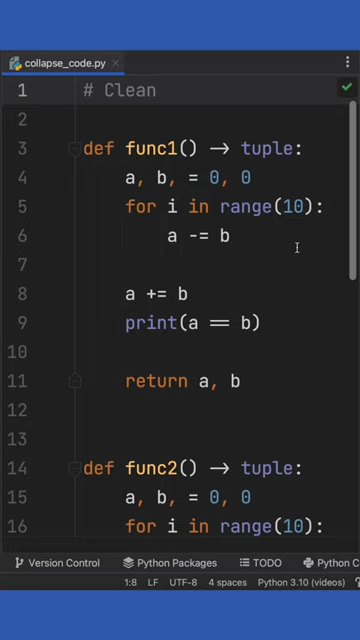 collapse_code.py
1 # Clean
2
3 def func1() -> tuple:
4 a, b, = 0, 0
5 for i in range(10):
6 a -= b
7
8 a += b
9 print(a == b)
10
11 return a, b
12
13
14 def func2() -> tuple:
15 a, b, = 0, 0
16 for i in range(10):
Version Control Python Packages TODO Python C
1:8 LF UTF-8 4 spaces Python 3.10 (videos)